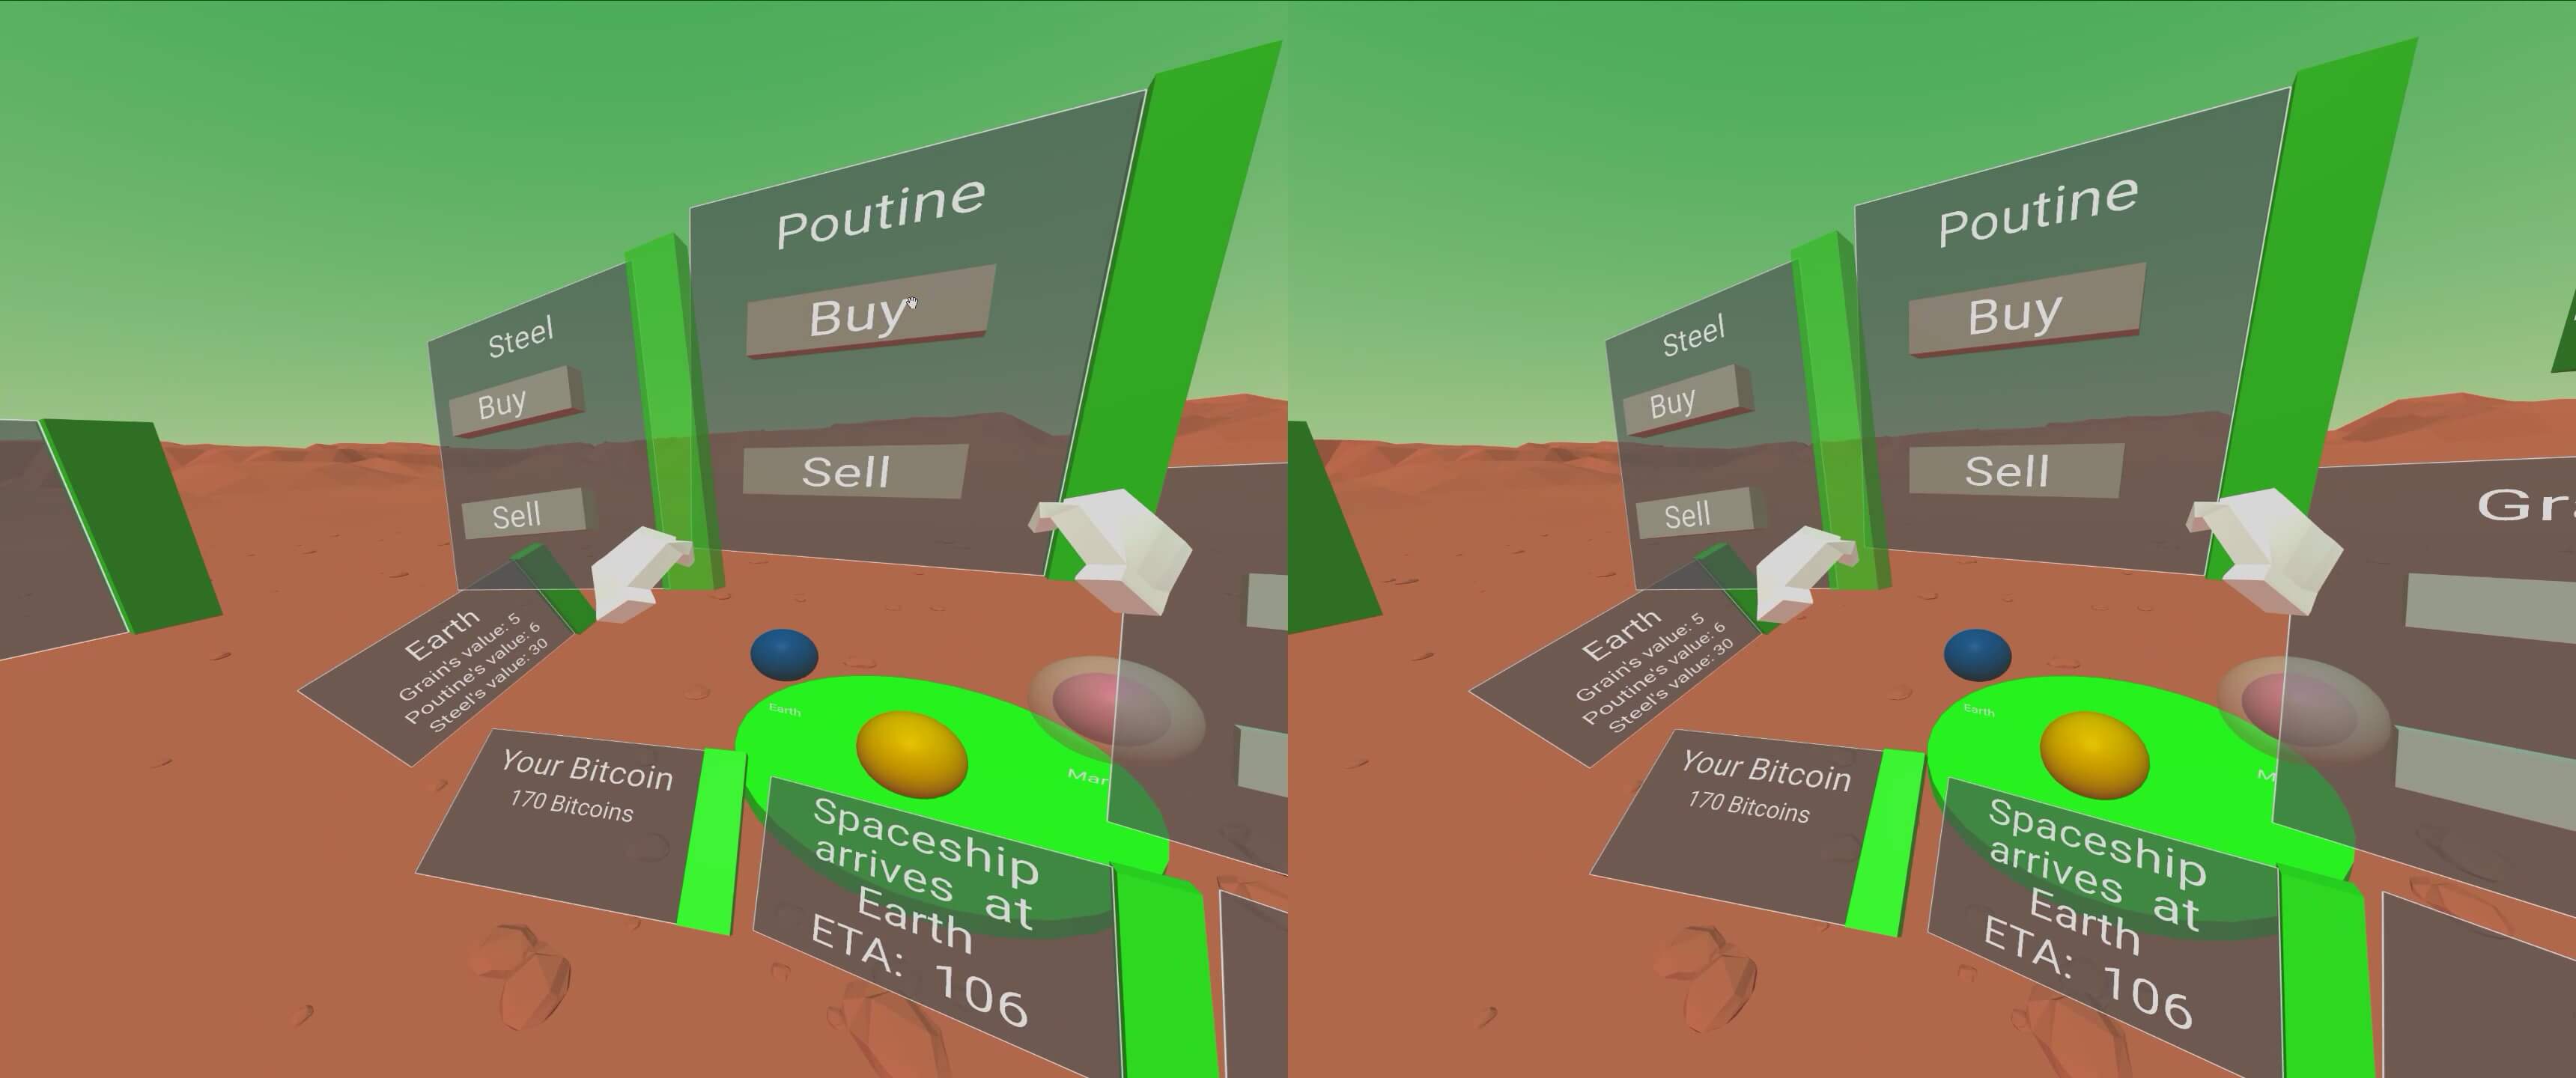 Poutine
Buy
Sell
Steel
Buy
Sell
Earth
Grain's value: 5
Poutine's value: 6
Steel's value: 30
Your Bitcoin
170 Bitcoins
Earth
Mar
Spaceship
arrives at
Earth
ETA: 106
Poutine
Buy
Sell
Steel
Buy
Sell
Gr
Earth
Grain's value: 5
Poutine's value: 6
Steel's value: 30
Your Bitcoin
170 Bitcoins
Earth
M
Spaceship
arrives at
Earth
ETA: 106